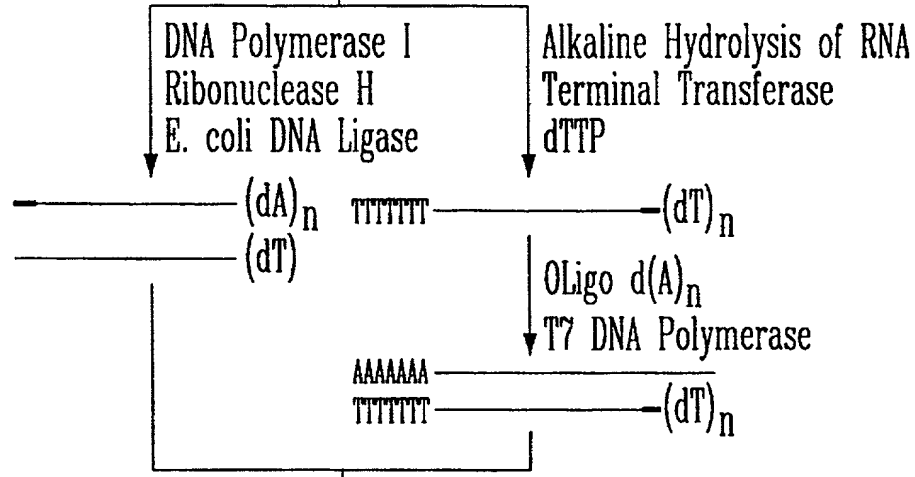 DNA Polymerase I
Ribonuclease H
E. coli DNA Ligase
Alkaline Hydrolysis of RNA
Terminal Transferase
dTTP
(dA)n
(dT)
TTTTTTT (dT)n
OLigo d(A)n
T7 DNA Polymerase
AAAAAAA
TTTTTTT (dT)n